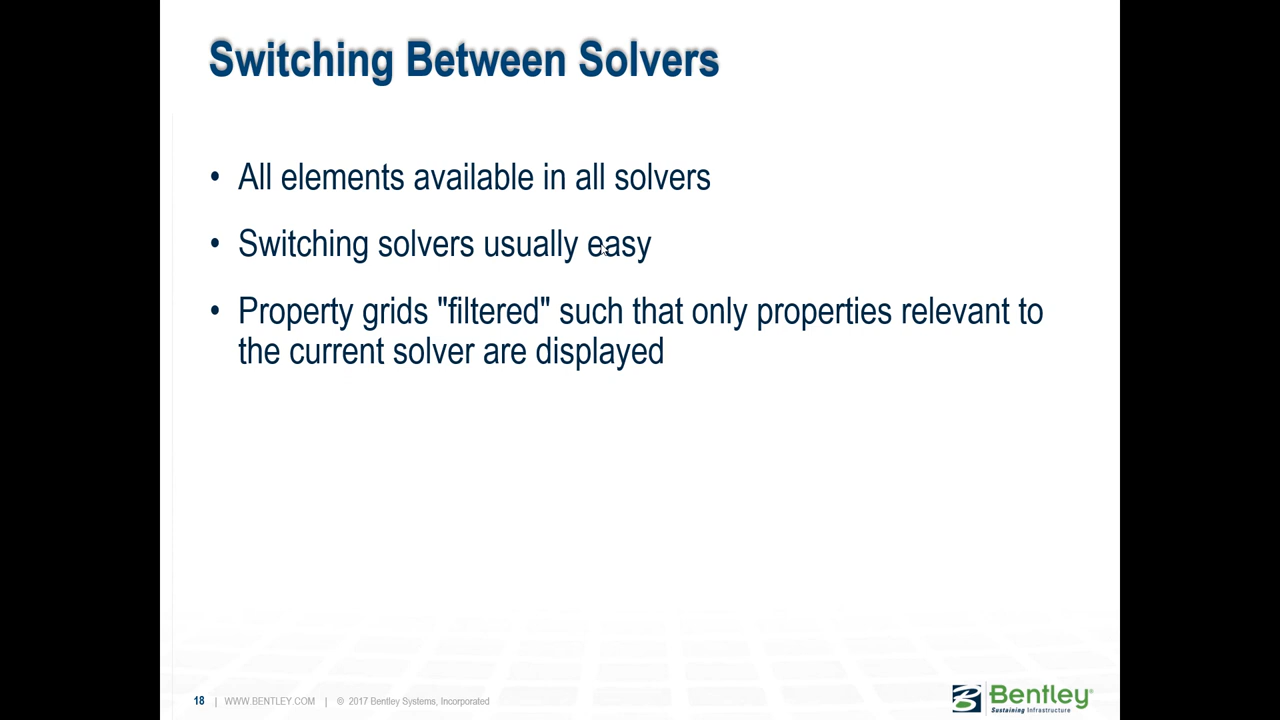 Switching Between Solvers
• All elements available in all solvers
• Switching solvers usually easy
• Property grids "filtered" such that only properties relevant to
the current solver are displayed
18 | WWW.BENTLEY.COM | © 2017 Bentley Systems, Incorporated
Bentley®
Sustaining Infrastructure